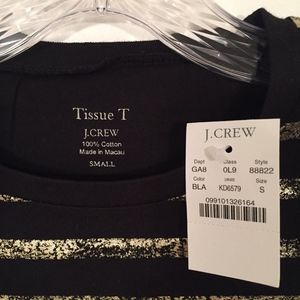 Tissue T
J.CREW
100% Cotton
Made in Macau
SMALL
J.CREW
Dept Class Style
GA8 0L9 88822
Color Size
BLA KD6579 S
099101326164